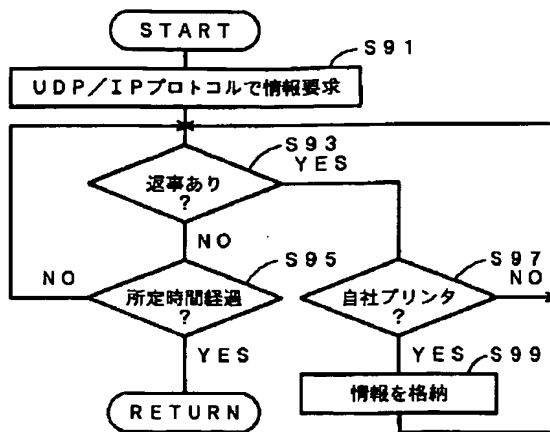 START
S91
UDP／IPプロトコルで情報要求
S93
返事あり
?
YES
NO
S95
所定時間経過
?
NO
YES
RETURN
S97
自社プリンタ
?
NO
YES
S99
情報を格納